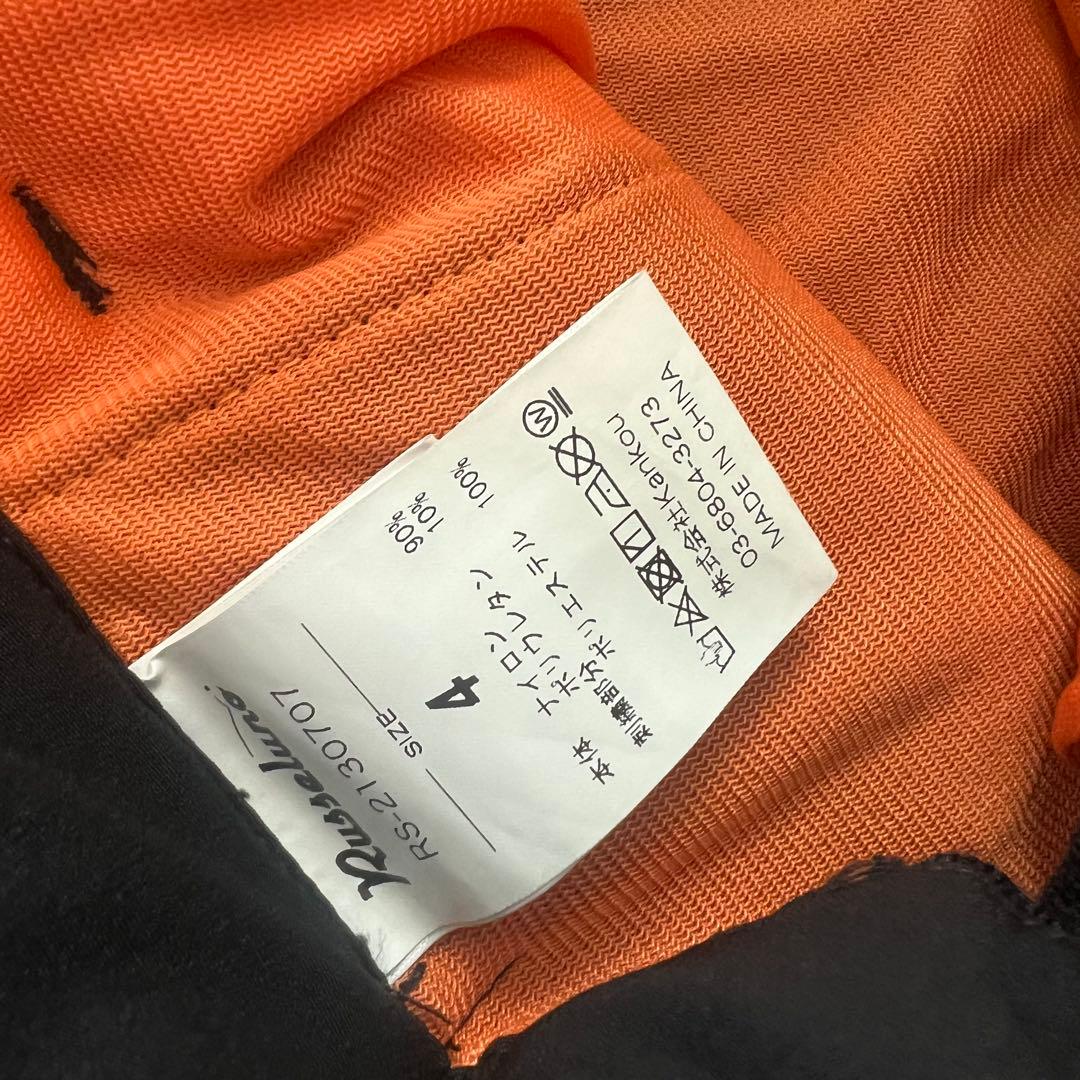 Russeluno.
RS-2130707
SIZE
4
本体 ナイロン 90%
ポリウレタン 10%
刺繍部分 ポリエステル 100%
W
株式会社Kankou
03-6804-3273
MADE IN CHINA